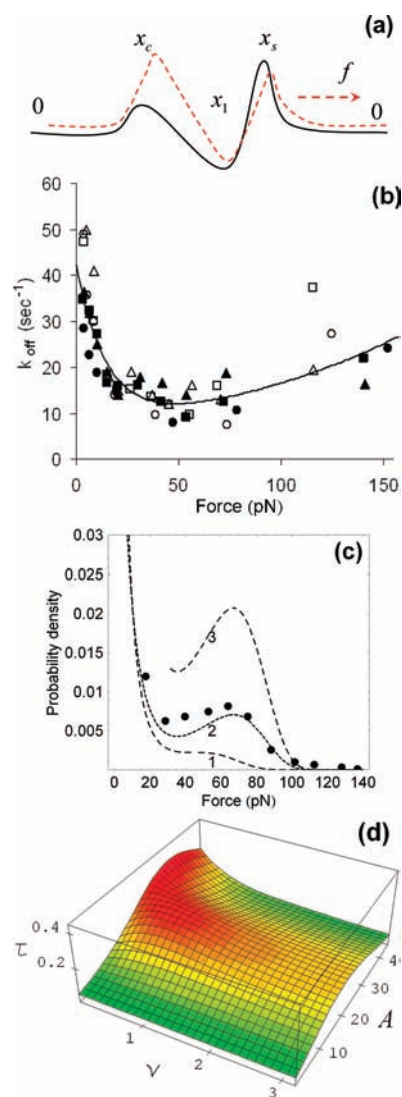 (a)
x_c x_s
x_1
f
0 0
(b)
60
50
40
30
20
10
0
k_off (sec⁻¹)
0 50 100 150
Force (pN)
(c)
0.03
0.025
0.02
0.015
0.01
0.005
Probability density
3
2
1
0 20 40 60 80 100 120 140
Force (pN)
(d)
0.4
0.2
τ
1
2
3
ν
10
20
30
A